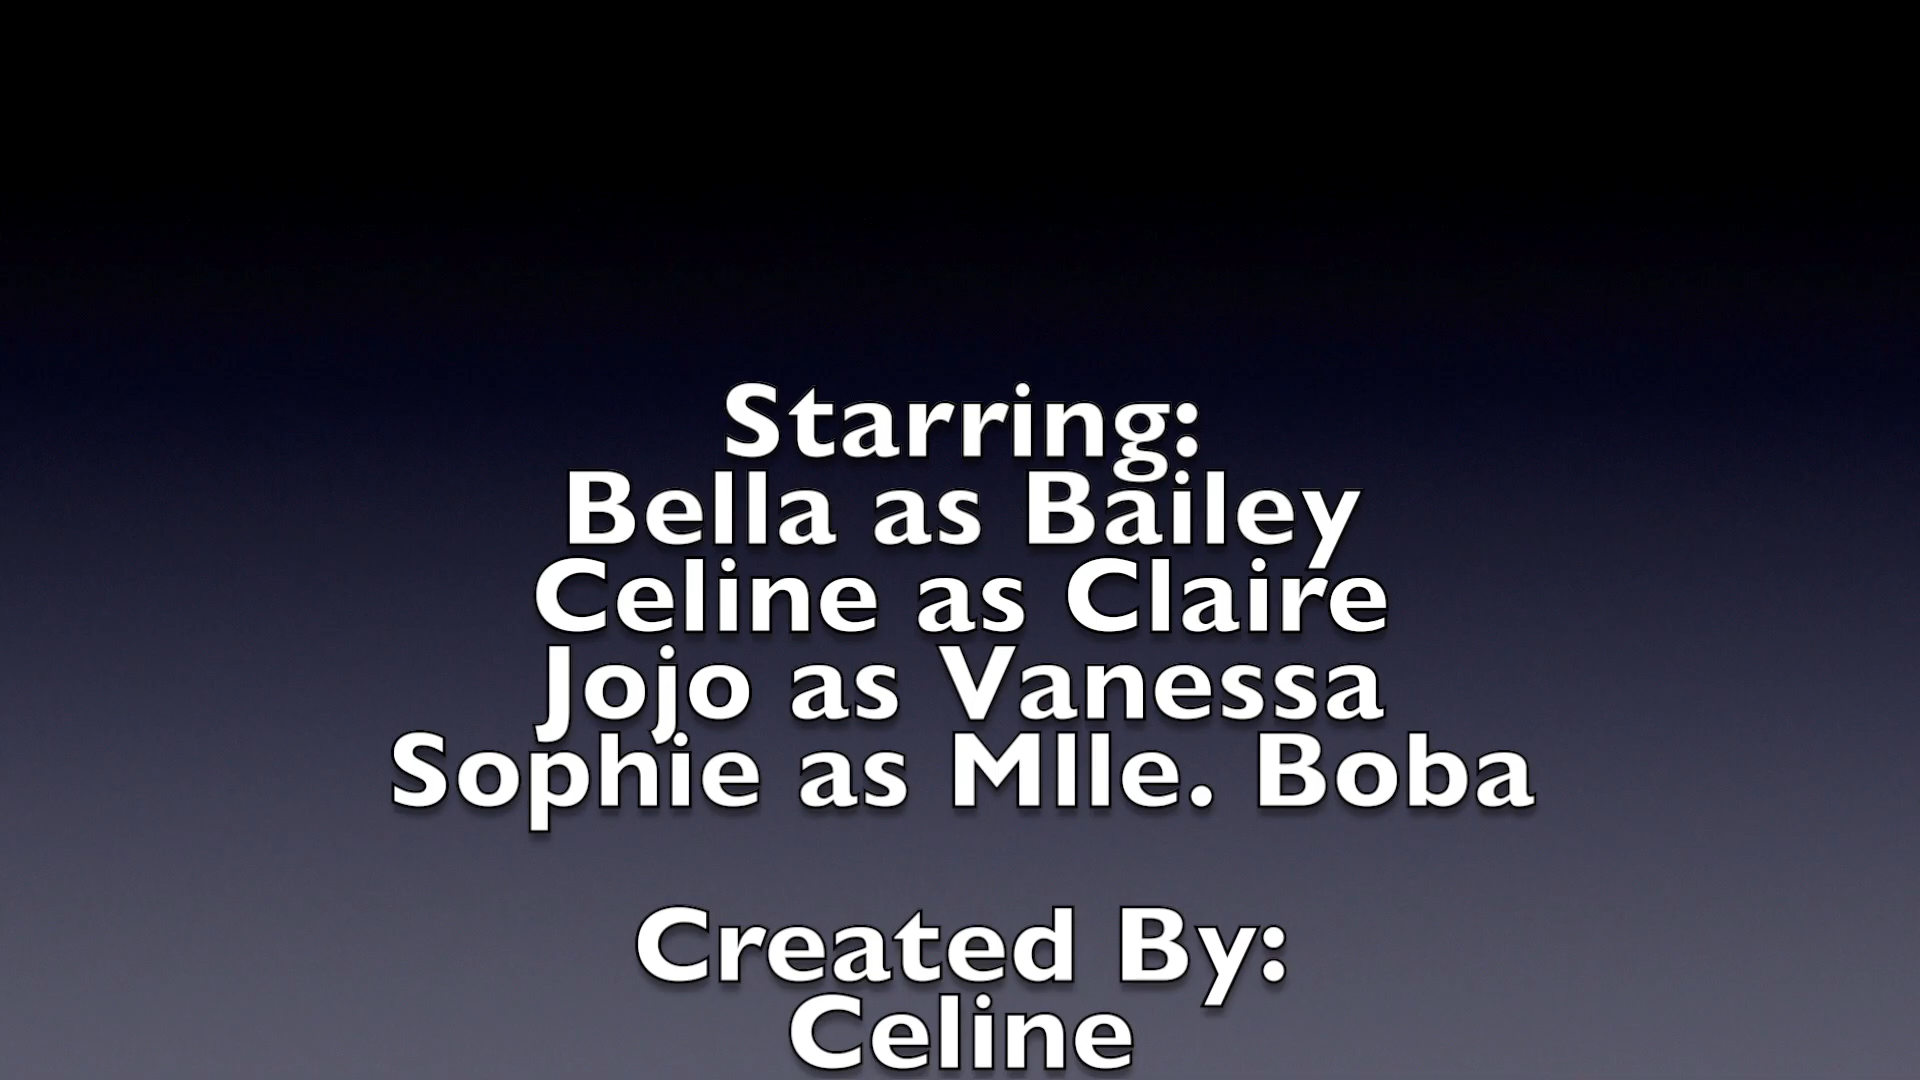 Starring:
Bella as Bailey
Celine as Claire
Jojo as Vanessa
Sophie as Mlle. Boba
Created By:
Celine